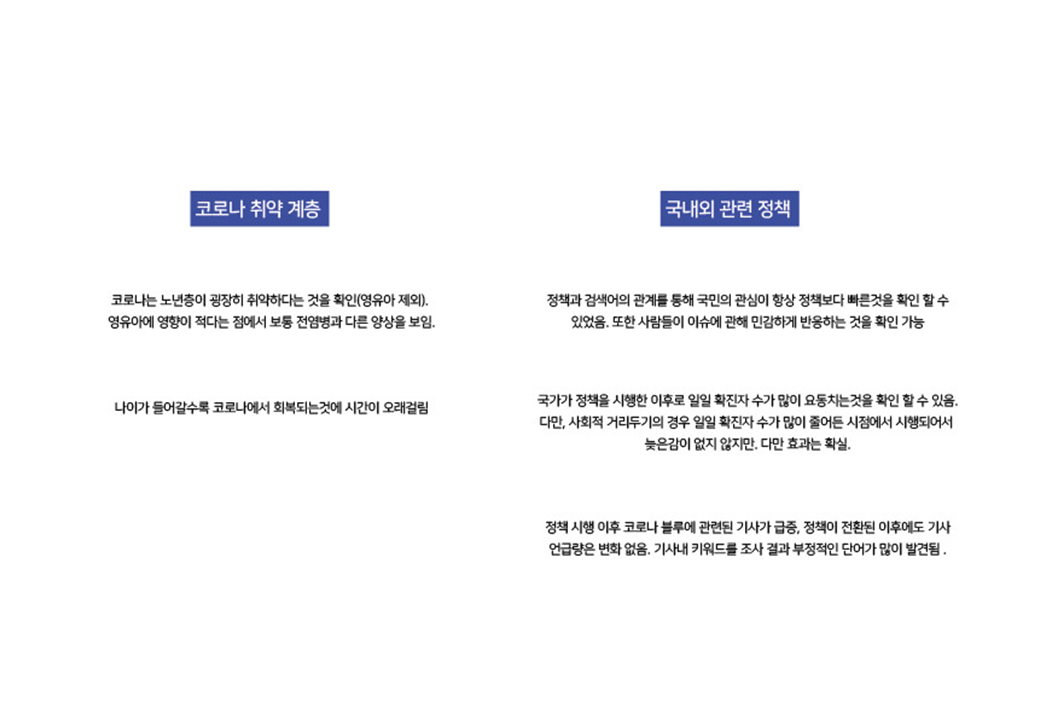 코로나 취약 계층
코로나는 노년층이 굉장히 취약하다는 것을 확인(영유아 제외).
영유아에 영향이 적다는 점에서 보통 전염병과 다른 양상을 보임.
나이가 들어갈수록 코로나에서 회복되는것에 시간이 오래걸림
국내외 관련 정책
정책과 검색어의 관계를 통해 국민의 관심이 항상 정책보다 빠른것을 확인 할 수
있었음. 또한 사람들이 이슈에 관해 민감하게 반응하는 것을 확인 가능
국가가 정책을 시행한 이후로 일일 확진자 수가 많이 요동치는것을 확인 할 수 있음.
다만, 사회적 거리두기의 경우 일일 확진자 수가 많이 줄어든 시점에서 시행되어서
늦은감이 없지 않지만. 다만 효과는 확실.
정책 시행 이후 코로나 블루에 관련된 기사가 급증, 정책이 전환된 이후에도 기사
언급량은 변화 없음. 기사내 키워드를 조사 결과 부정적인 단어가 많이 발견됨 .